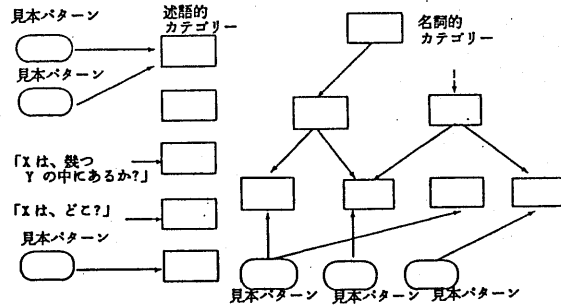 見本パターン
見本パターン
述語的
カテゴリー
名詞的
カテゴリー
「Xは、幾つ
Yの中にあるか?」
「Xは、どこ?」
見本パターン
見本パターン
見本パターン
見本パターン